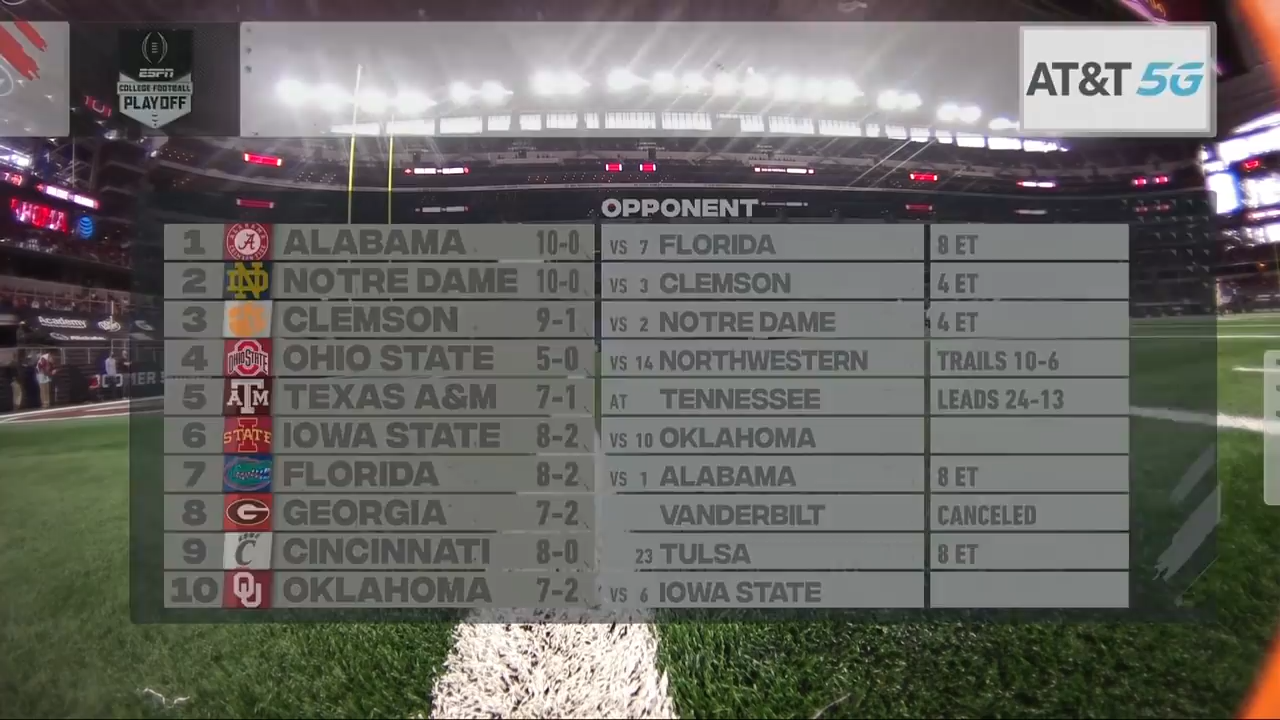 ESPN
COLLEGE FOOTBALL
PLAYOFF
AT&T 5G
OPPONENT
1 ALABAMA 10-0 VS 7 FLORIDA 8 ET
2 NOTRE DAME 10-0 VS 3 CLEMSON 4 ET
3 CLEMSON 9-1 VS 2 NOTRE DAME 4 ET
4 OHIO STATE 5-0 VS 14 NORTHWESTERN TRAILS 10-6
5 TEXAS A&M 7-1 AT TENNESSEE LEADS 24-13
6 IOWA STATE 8-2 VS 10 OKLAHOMA
7 FLORIDA 8-2 VS 1 ALABAMA 8 ET
8 GEORGIA 7-2 VANDERBILT CANCELED
9 CINCINNATI 8-0 23 TULSA 8 ET
10 OKLAHOMA 7-2 VS 6 IOWA STATE
Academy